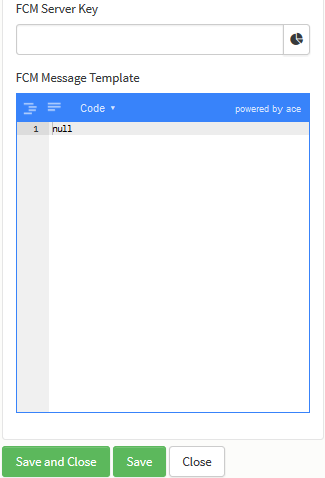 FCM Server Key
FCM Message Template
Code ▾ powered by ace
1 null
Save and Close Save Close